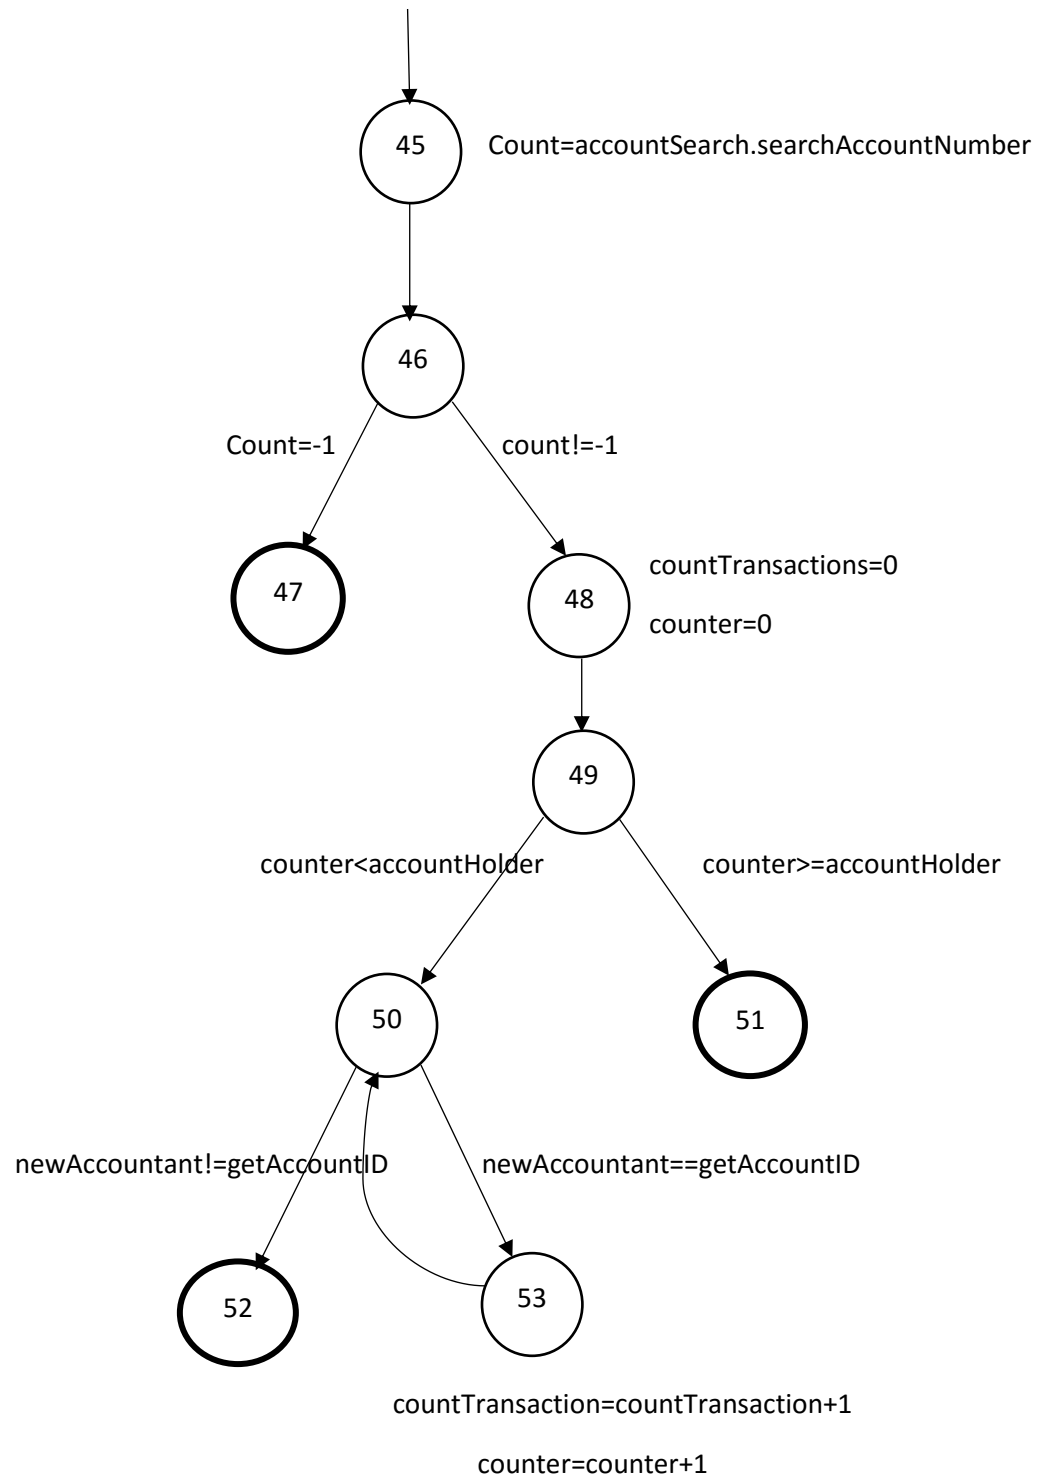 45
Count=accountSearch.searchAccountNumber
46
Count=-1
count!=-1
47
48
countTransactions=0
counter=0
49
counter<accountHolder
counter>=accountHolder
50
51
newAccountant!=getAccountID
newAccountant==getAccountID
52
53
countTransaction=countTransaction+1
counter=counter+1